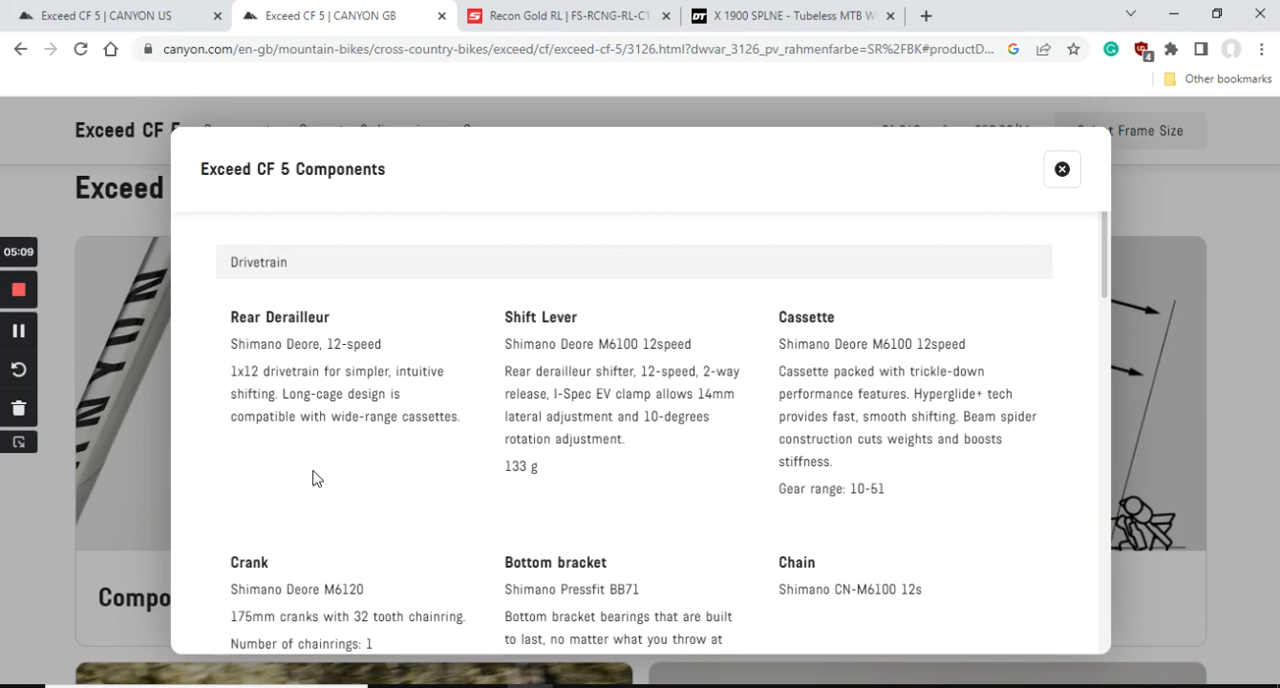 Exceed CF 5 | CANYON US
Exceed CF 5 | CANYON GB
Recon Gold RL | FS-RCNG-RL-C1
X 1900 SPLNE - Tubeless MTB W
canyon.com/en-gb/mountain-bikes/cross-country-bikes/exceed/cf/exceed-cf-5/3126.html?dwvar_3126_pv_rahmenfarbe=SR%2FBK#productD...
4
Other bookmarks
Exceed CF 5
t Frame Size
Exceed CF 5 Components
Exceed
Drivetrain
05:09
Rear Derailleur
Shimano Deore, 12-speed
1x12 drivetrain for simpler, intuitive
shifting. Long-cage design is
compatible with wide-range cassettes.
Shift Lever
Shimano Deore M6100 12speed
Rear derailleur shifter, 12-speed, 2-way
release, I-Spec EV clamp allows 14mm
lateral adjustment and 10-degrees
rotation adjustment.
133 g
Cassette
Shimano Deore M6100 12speed
Cassette packed with trickle-down
performance features. Hyperglide+ tech
provides fast, smooth shifting. Beam spider
construction cuts weights and boosts
stiffness.
Gear range: 10-51
Crank
Shimano Deore M6120
175mm cranks with 32 tooth chainring.
Number of chainrings: 1
Bottom bracket
Shimano Pressfit BB71
Bottom bracket bearings that are built
to last, no matter what you throw at
Chain
Shimano CN-M6100 12s
Compo